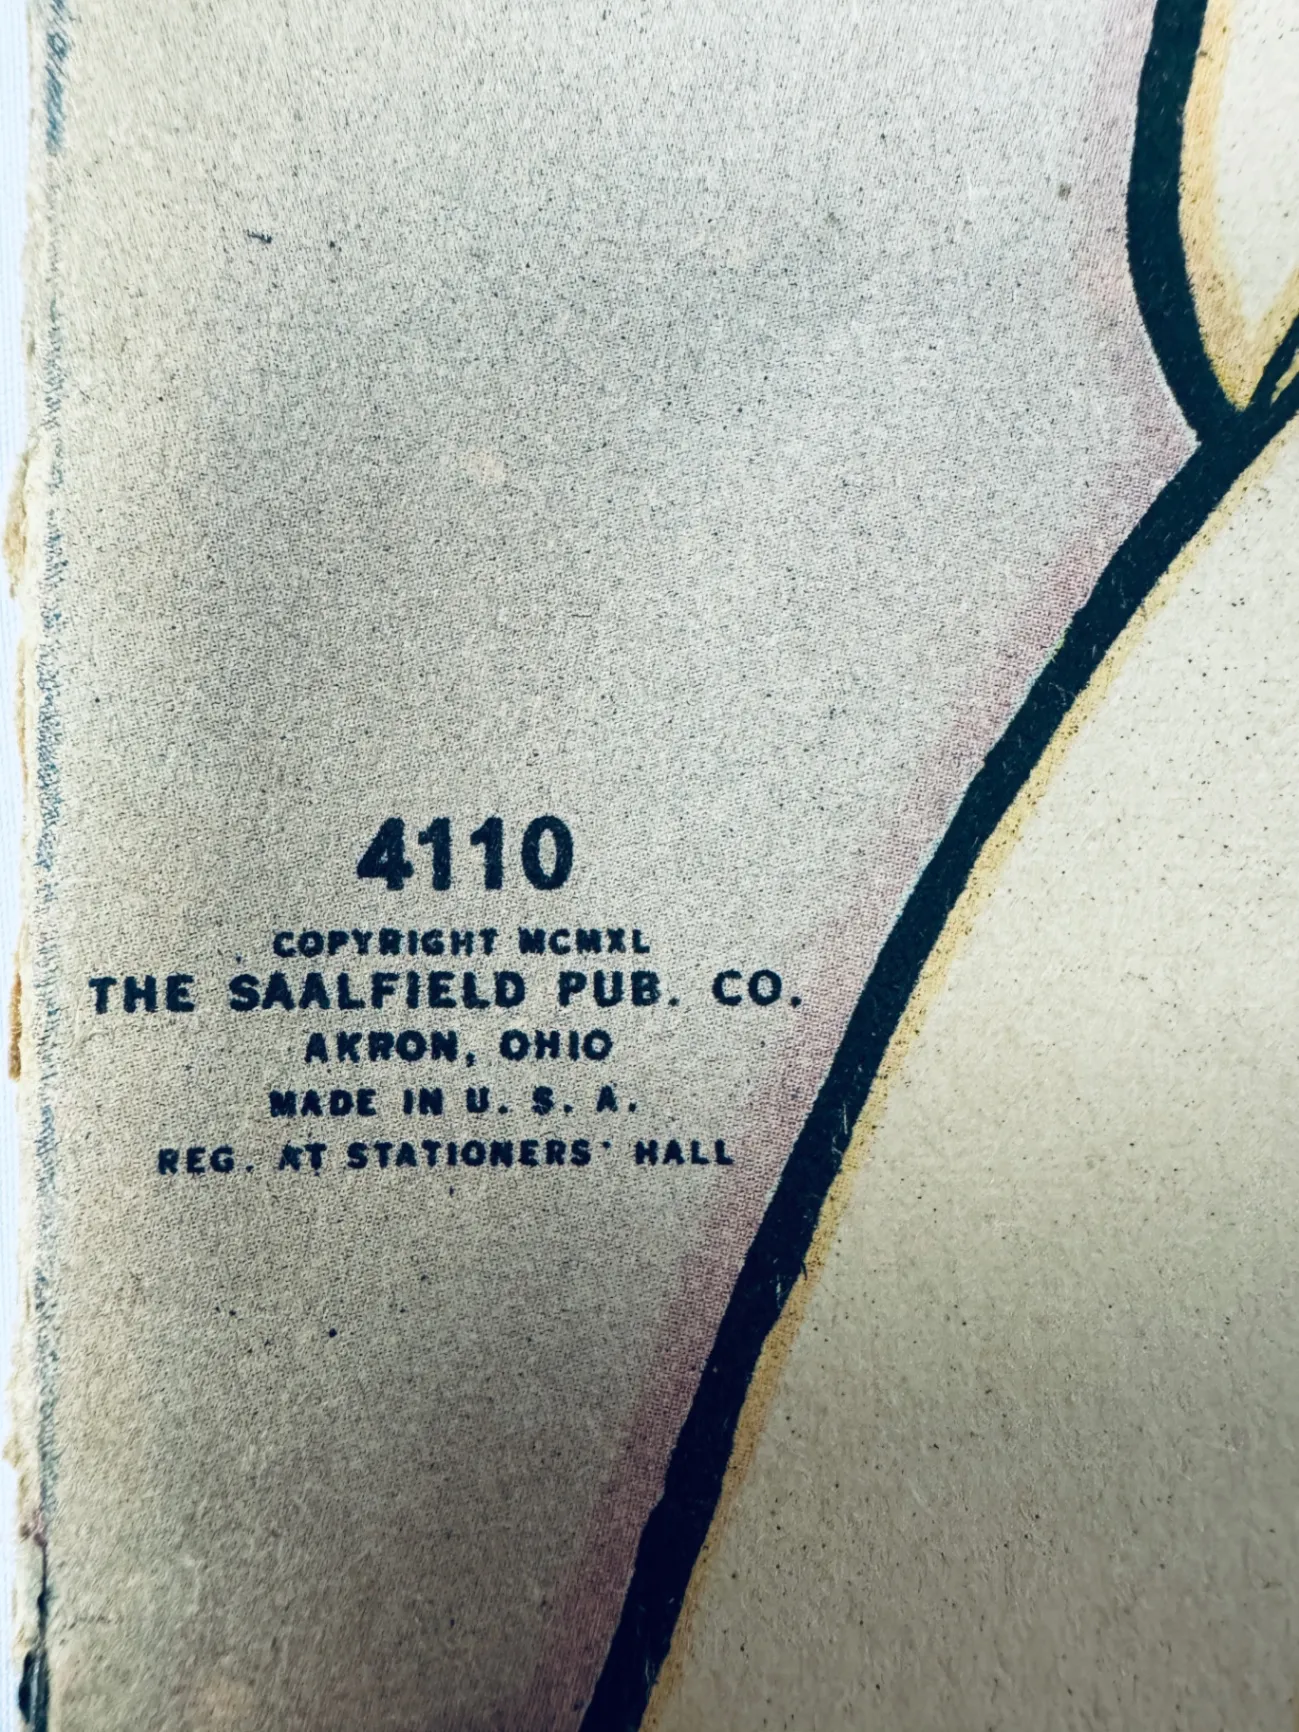 4110
COPYRIGHT MCMXL
THE SAALFIELD PUB. CO.
AKRON, OHIO
MADE IN U. S. A.
REG. AT STATIONERS' HALL